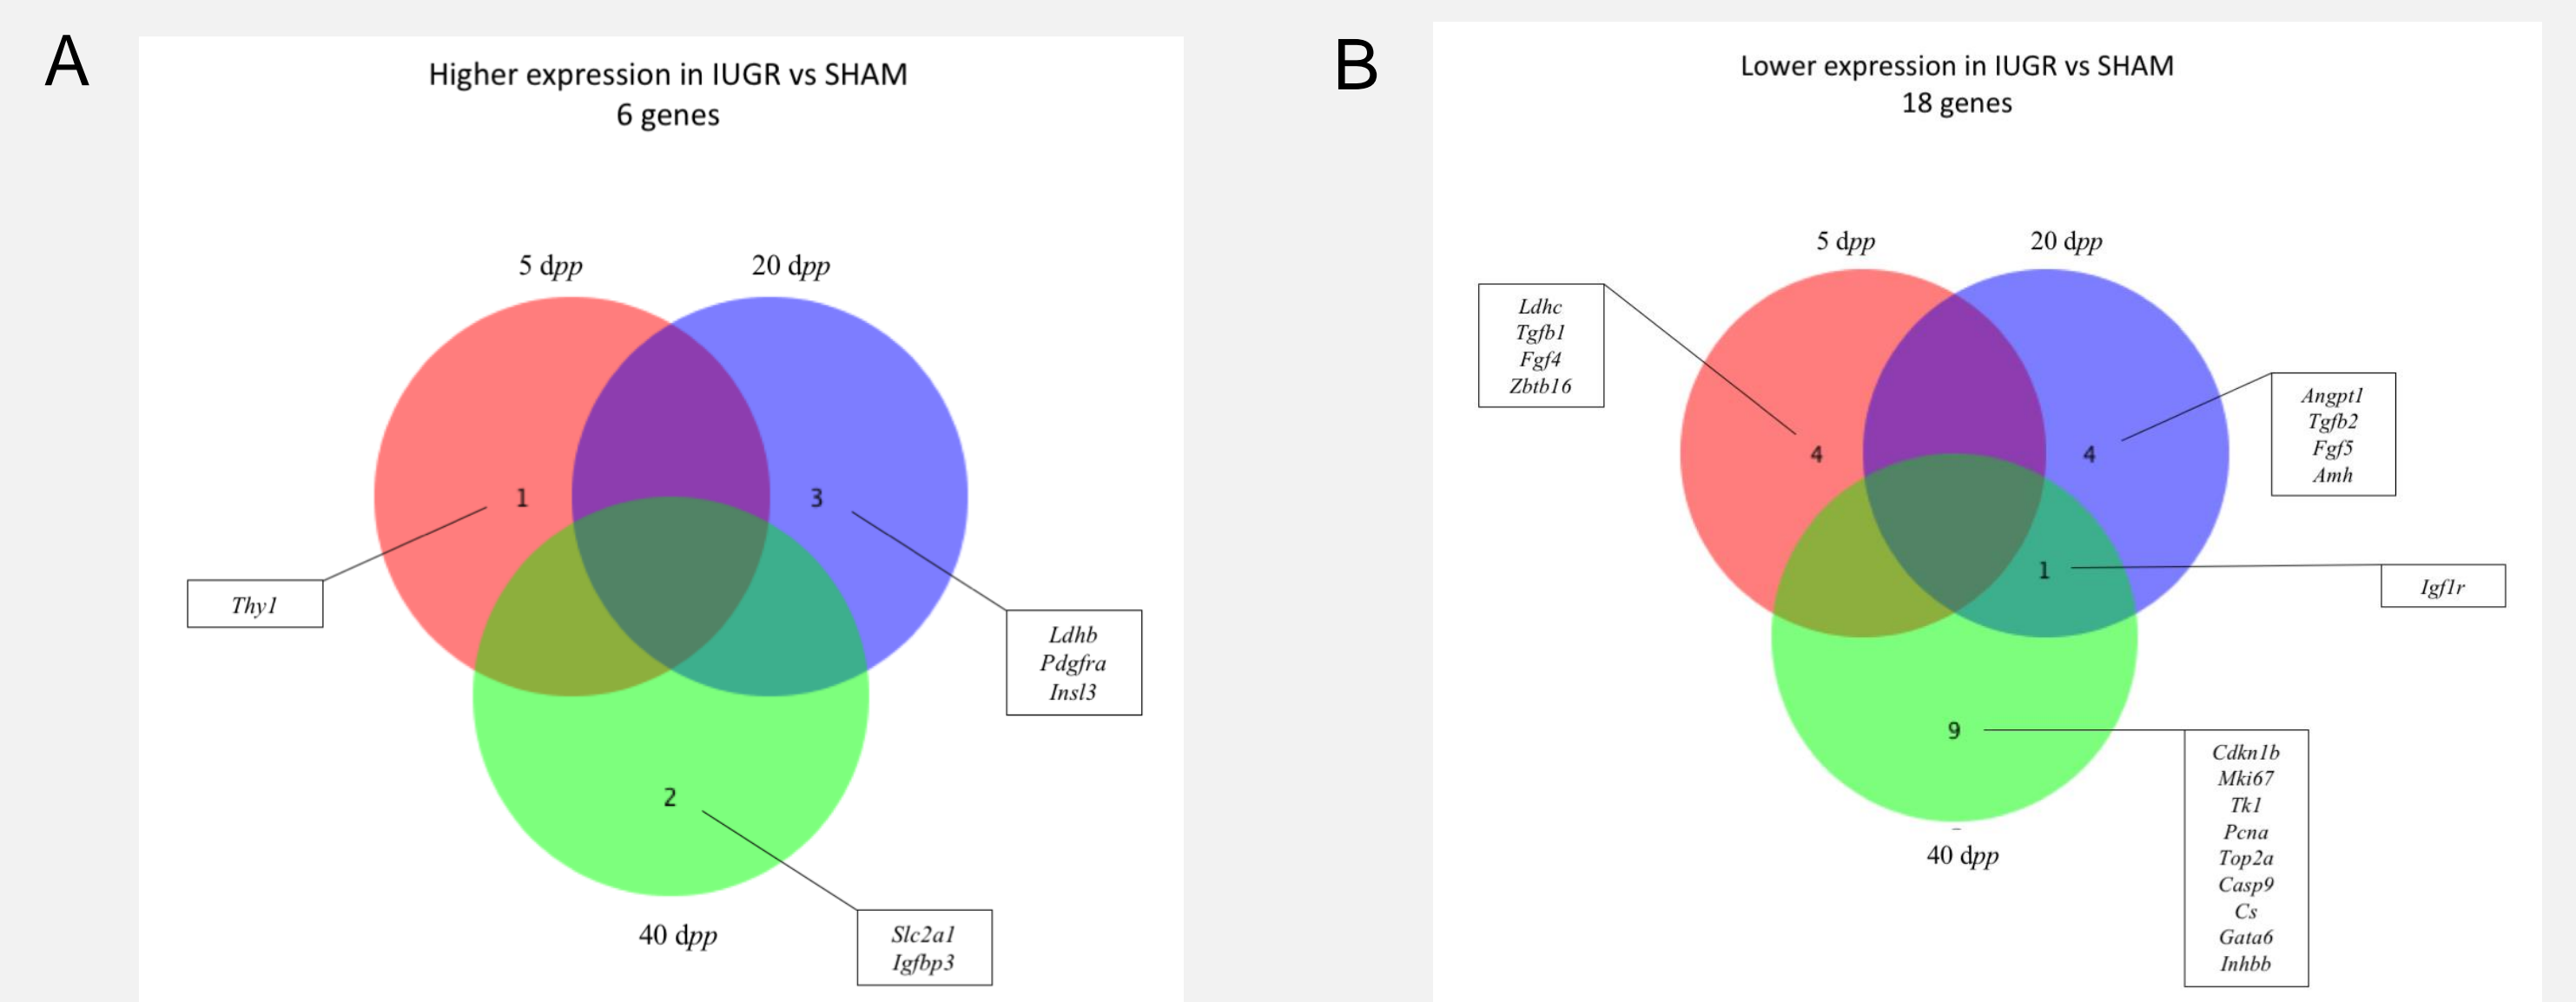 A
Higher expression in IUGR vs SHAM
6 genes
5 dpp
20 dpp
1
3
Thy1
Ldhb
Pdgfra
Insl3
2
40 dpp
Slc2a1
Igfbp3
B
Lower expression in IUGR vs SHAM
18 genes
5 dpp
20 dpp
Ldhc
Tgfb1
Fgf4
Zbtb16
4
4
Angpt1
Tgfb2
Fgf5
Amh
1
Igf1r
9
40 dpp
Cdkn1b
Mki67
Tk1
Pcna
Top2a
Casp9
Cs
Gata6
Inhbb